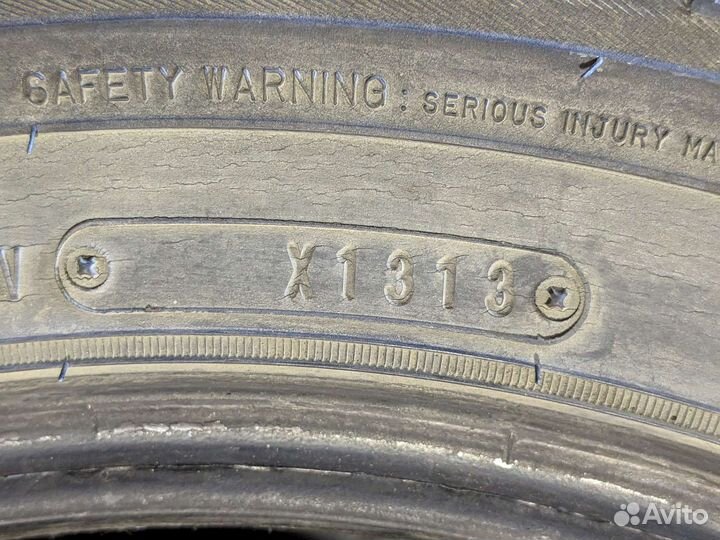 SAFETY WARNING : SERIOUS INJURY MA
X1313
Avito